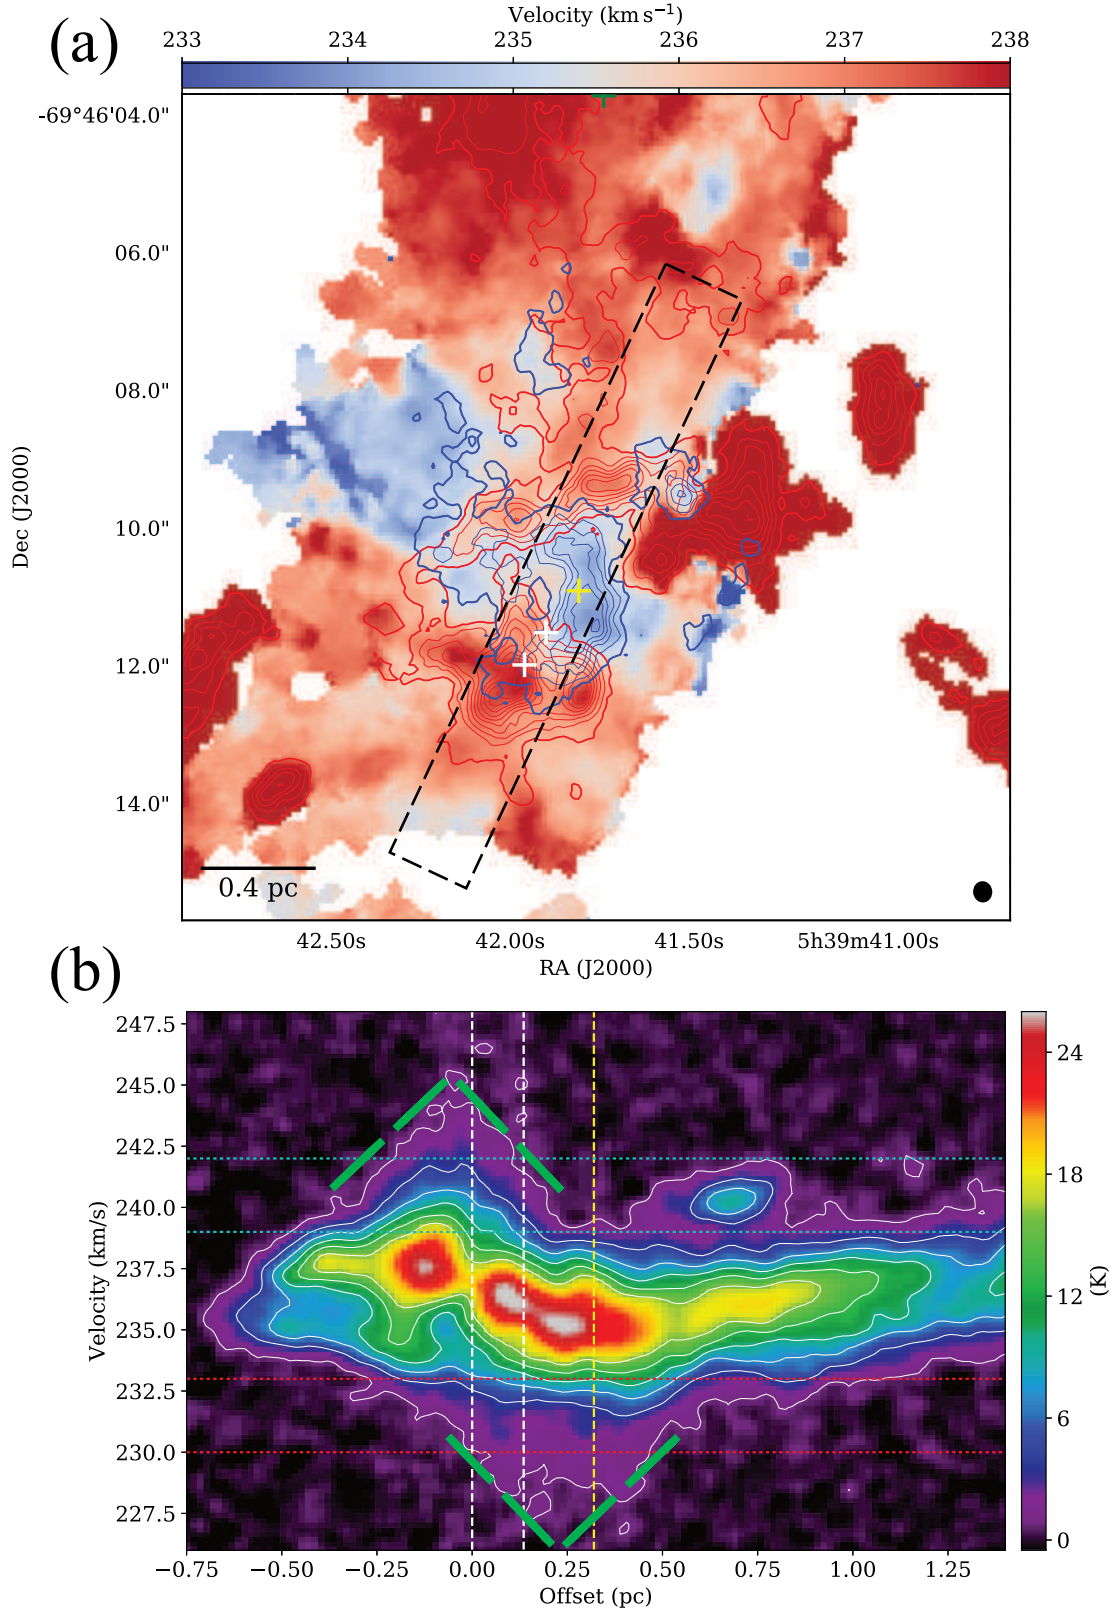 (a)
Velocity (km s⁻¹)
233 234 235 236 237 238
-69°46'04.0"
06.0"
08.0"
10.0"
12.0"
14.0"
Dec (J2000)
0.4 pc
42.50s 42.00s 41.50s 5h39m41.00s
RA (J2000)
(b)
247.5
245.0
242.5
240.0
237.5
235.0
232.5
230.0
227.5
Velocity (km/s)
24
18
12
6
0
(K)
−0.75 −0.50 −0.25 0.00 0.25 0.50 0.75 1.00 1.25
Offset (pc)